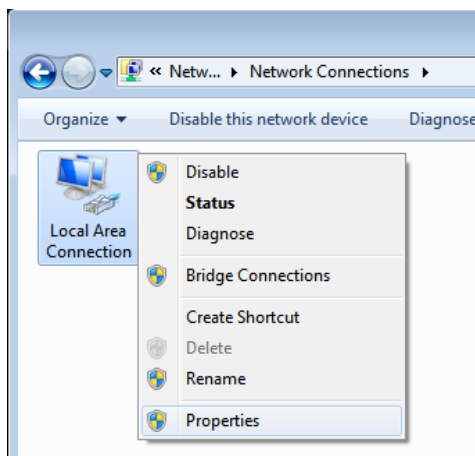 « Netw... ▸ Network Connections ▸
Organize ▾ Disable this network device Diagnose
Local Area
Connection
Disable
Status
Diagnose
Bridge Connections
Create Shortcut
Delete
Rename
Properties